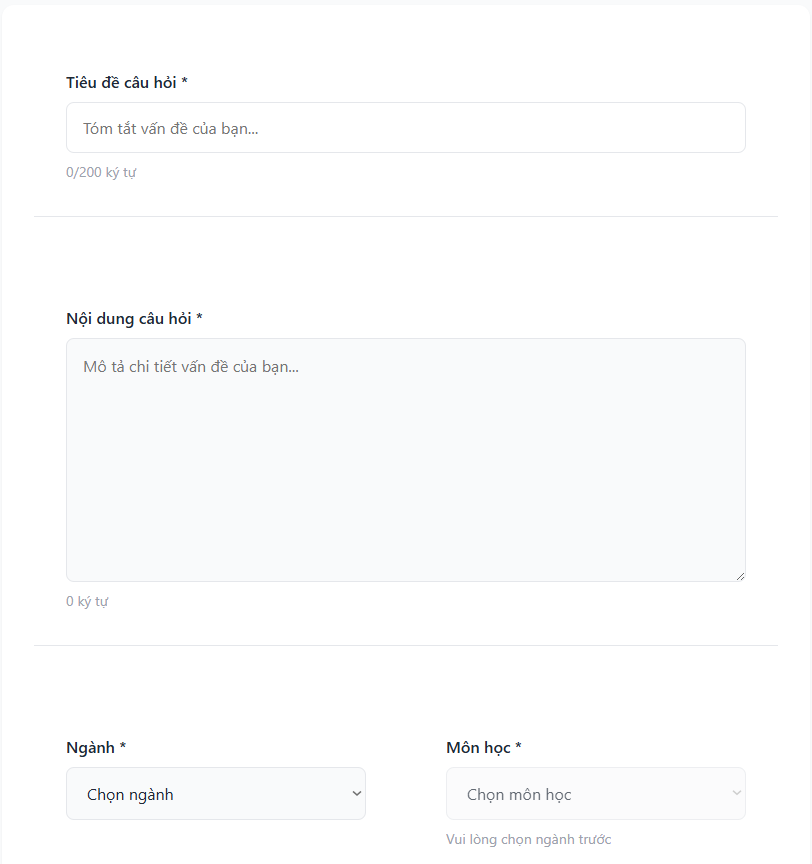 Tiêu đề câu hỏi *
Tóm tắt vấn đề của bạn...
0/200 ký tự
Nội dung câu hỏi *
Mô tả chi tiết vấn đề của bạn...
0 ký tự
Ngành *
Môn học *
Chọn ngành
Chọn môn học
Vui lòng chọn ngành trước